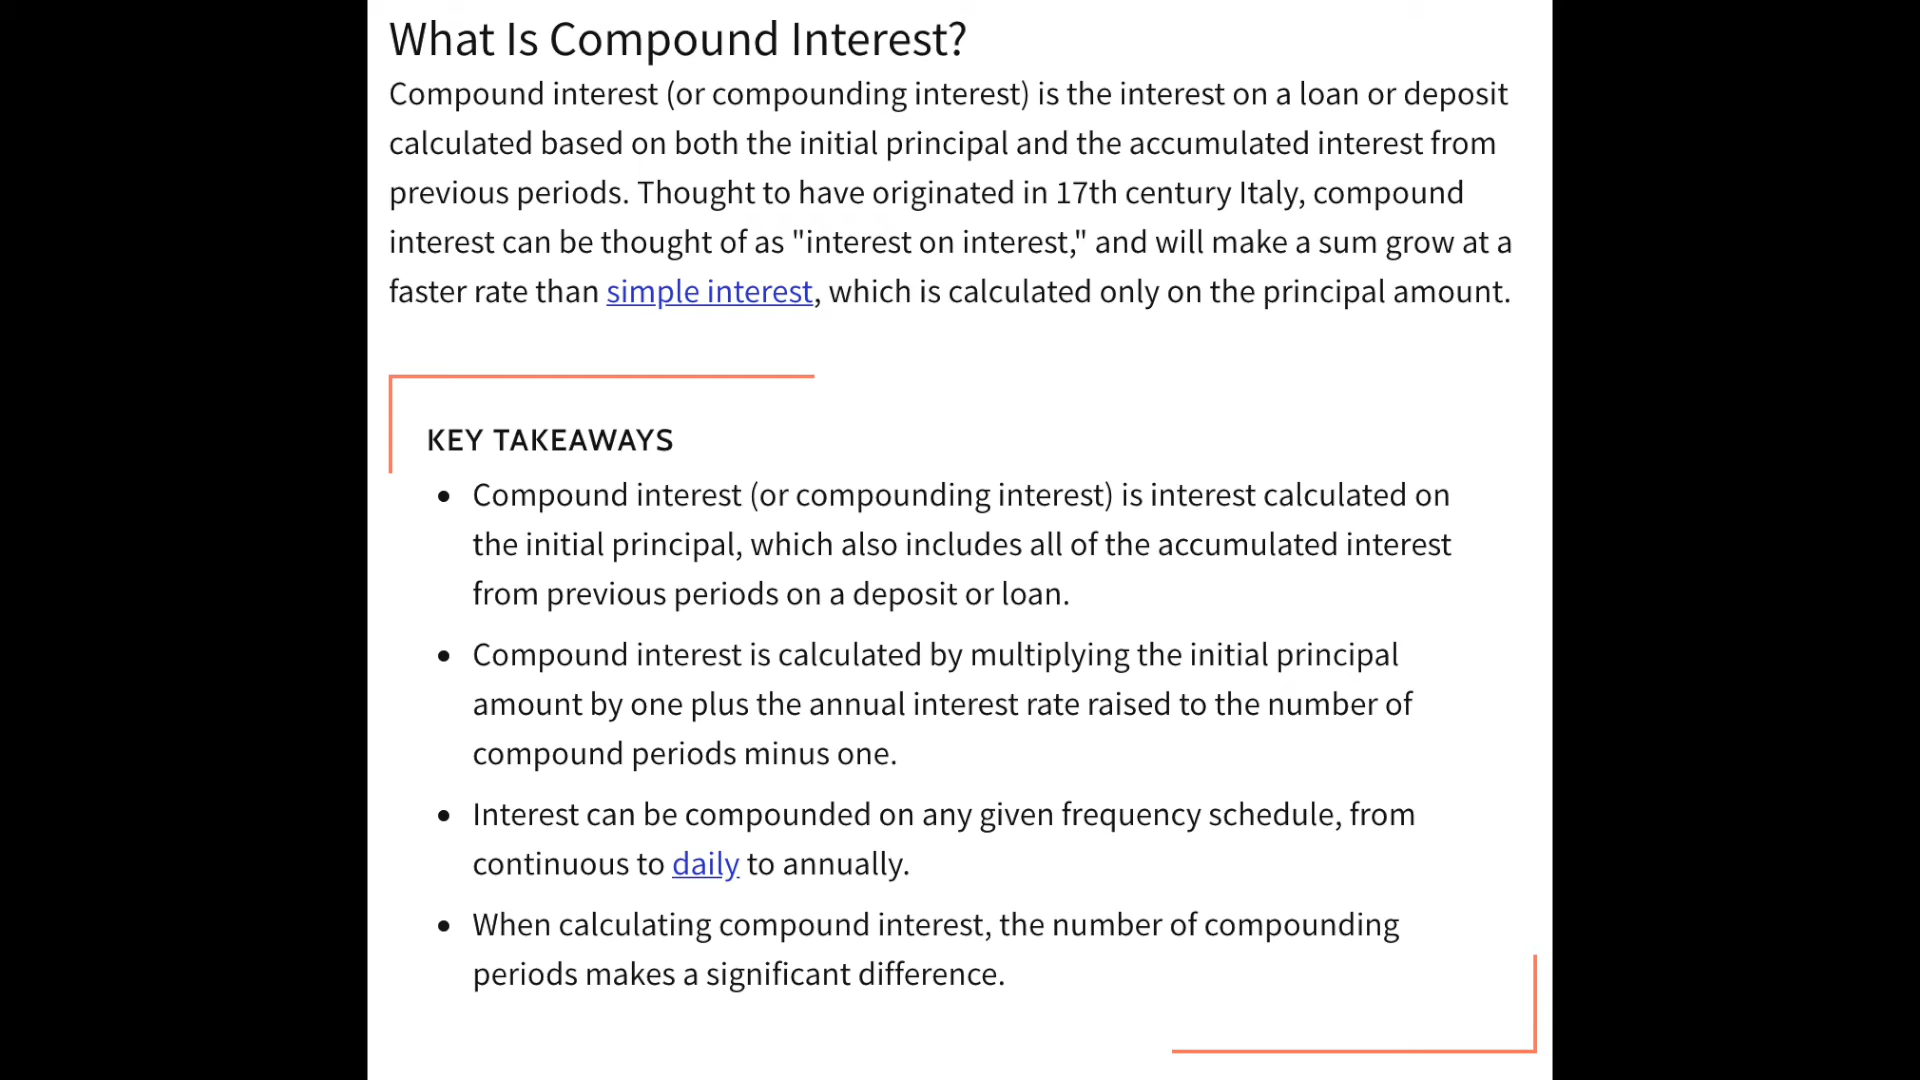 What Is Compound Interest?
Compound interest (or compounding interest) is the interest on a loan or deposit
calculated based on both the initial principal and the accumulated interest from
previous periods. Thought to have originated in 17th century Italy, compound
interest can be thought of as "interest on interest," and will make a sum grow at a
faster rate than simple interest, which is calculated only on the principal amount.
KEY TAKEAWAYS
• Compound interest (or compounding interest) is interest calculated on
the initial principal, which also includes all of the accumulated interest
from previous periods on a deposit or loan.
• Compound interest is calculated by multiplying the initial principal
amount by one plus the annual interest rate raised to the number of
compound periods minus one.
• Interest can be compounded on any given frequency schedule, from
continuous to daily to annually.
• When calculating compound interest, the number of compounding
periods makes a significant difference.